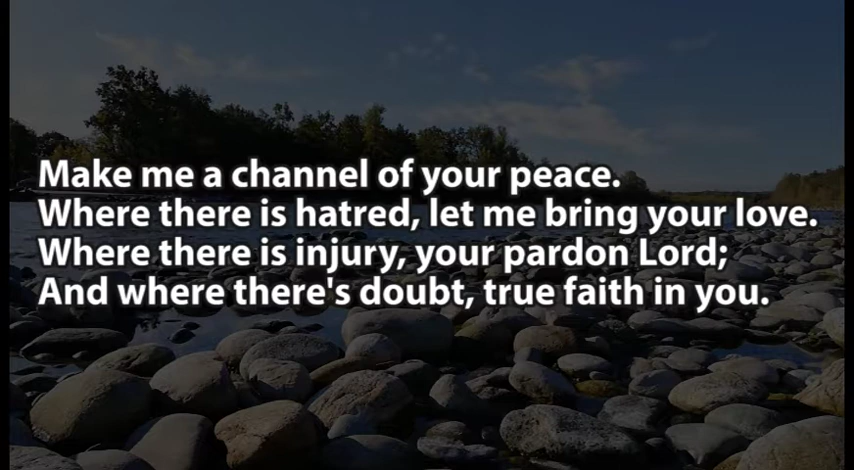 Make me a channel of your peace.
Where there is hatred, let me bring your love.
Where there is injury, your pardon Lord;
And where there's doubt, true faith in you.